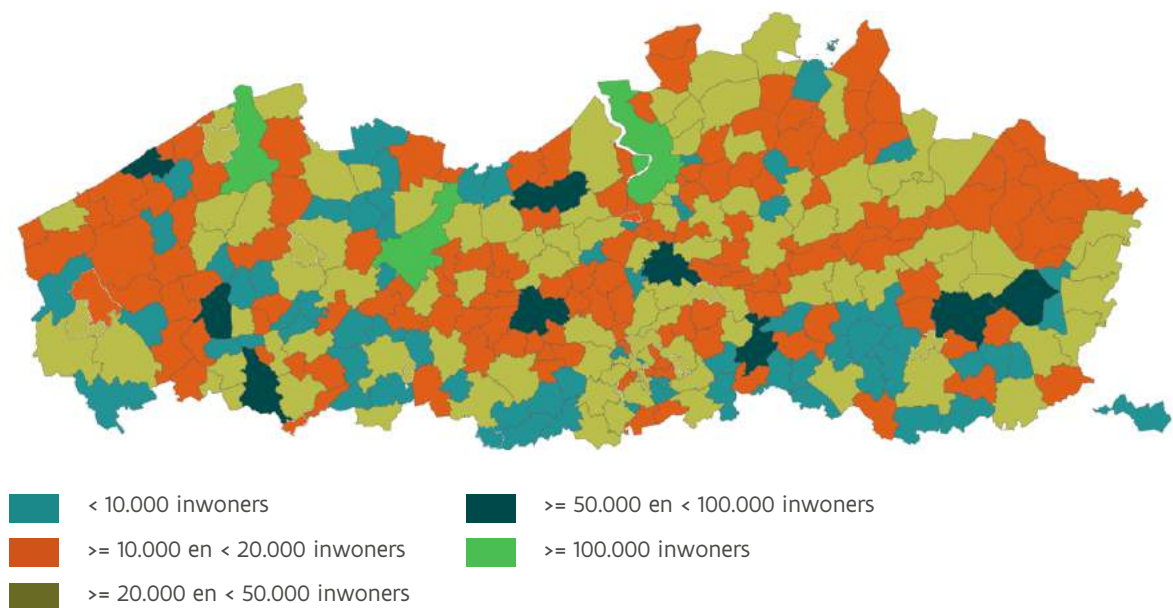 < 10.000 inwoners
>= 10.000 en < 20.000 inwoners
>= 20.000 en < 50.000 inwoners
>= 50.000 en < 100.000 inwoners
>= 100.000 inwoners